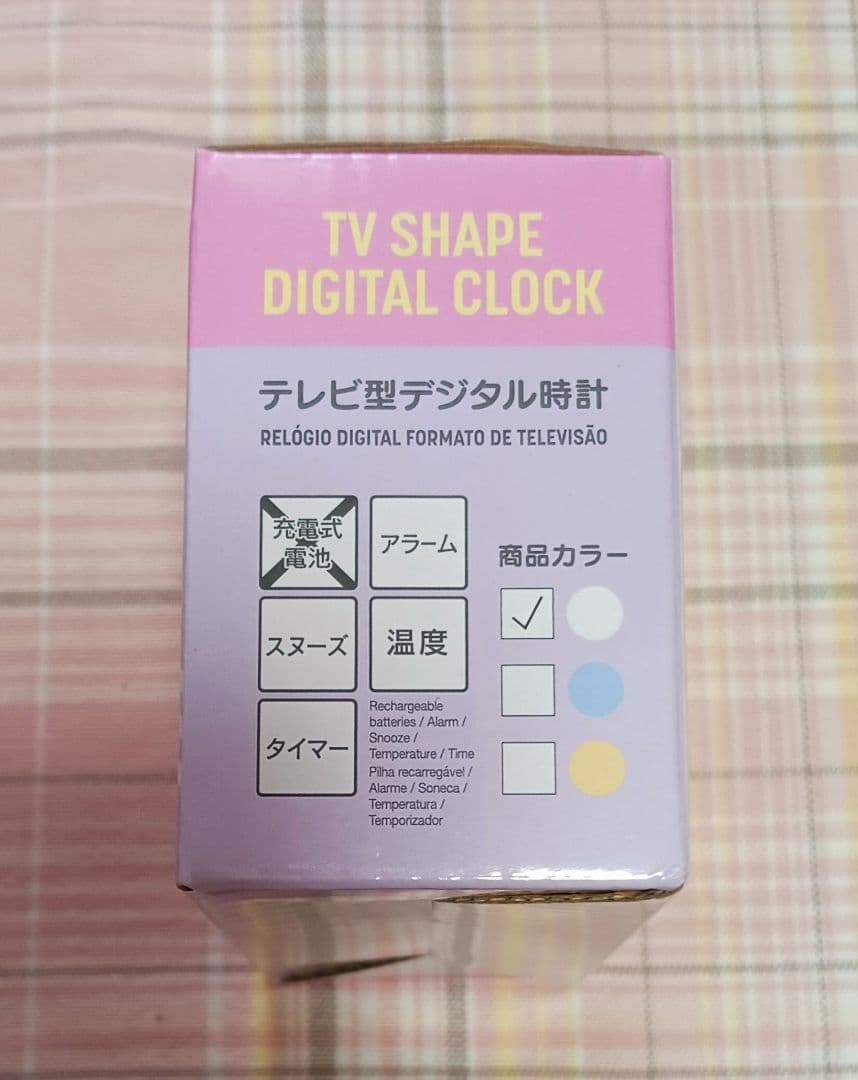 TV SHAPE
DIGITAL CLOCK
テレビ型デジタル時計
RELÓGIO DIGITAL FORMATO DE TELEVISÃO
充電式
電池
アラーム
スヌーズ
温度
タイマー
Rechargeable
batteries / Alarm /
Snooze /
Temperature / Time
Pilha recarregável /
Alarme / Soneca /
Temperatura /
Temporizador
商品カラー